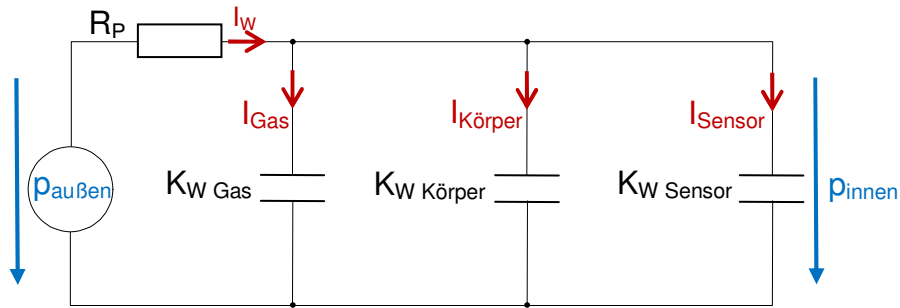 R_P
I_W
I_Gas
I_Körper
I_Sensor
p_außen
K_W Gas
K_W Körper
K_W Sensor
p_innen